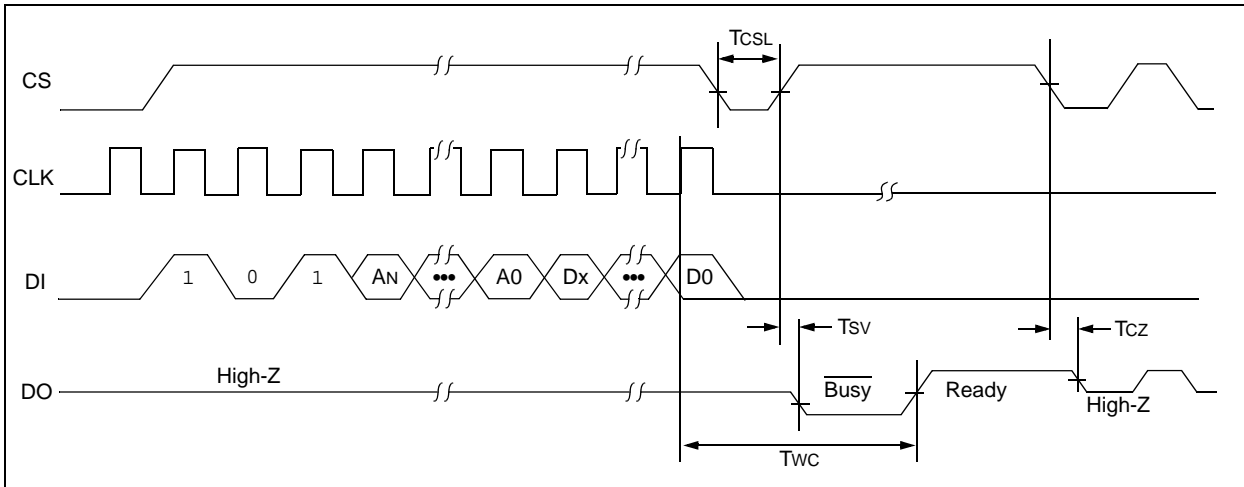 TCSL
CS
CLK
DI 1 0 1 AN ••• A0 Dx ••• D0
TSV TCZ
High-Z Busy Ready High-Z
DO
TWC